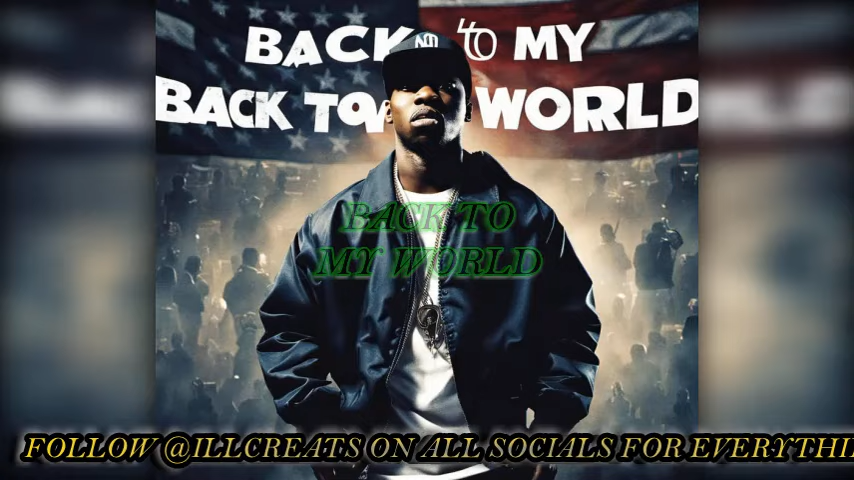 BACK to MY
BACK TO WORLD
BACK TO
MY WORLD
FOLLOW @ILLCREATS ON ALL SOCIALS FOR EVERYTHI